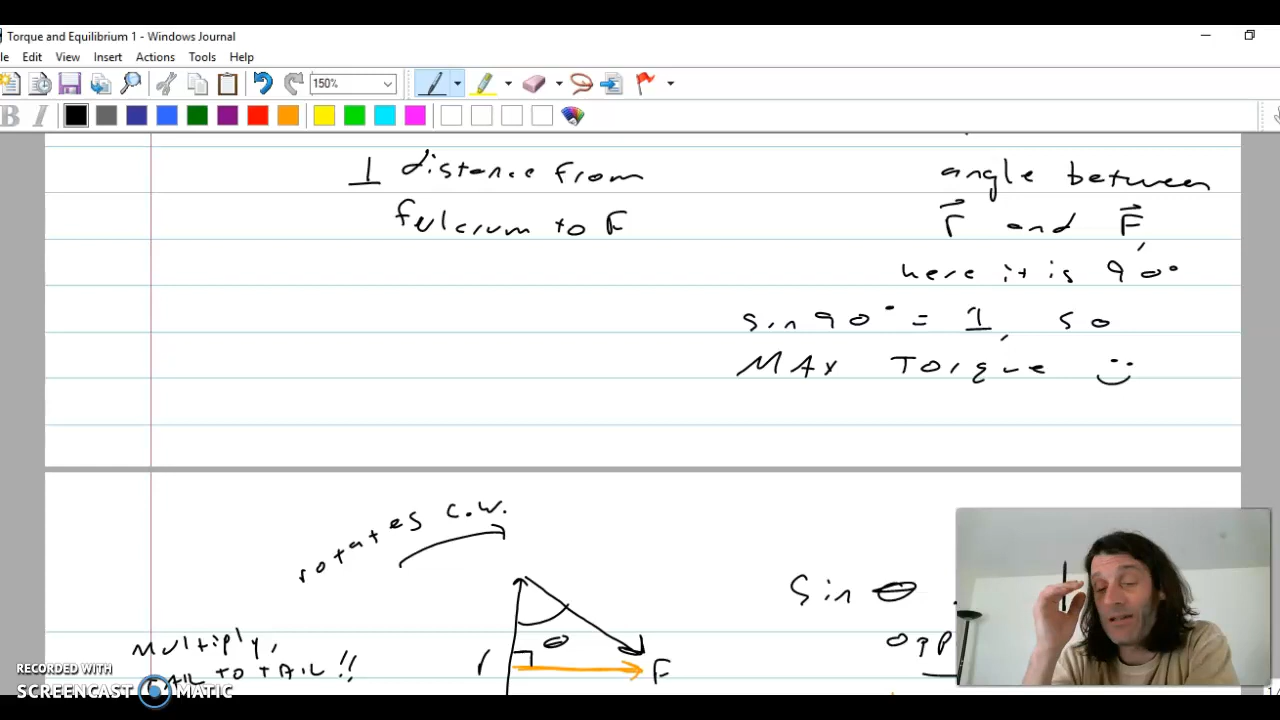 Torque and Equilibrium 1 - Windows Journal
le Edit View Insert Actions Tools Help
150%
B I
⊥ distance from
fulcrum to F
angle between
r⃗ and F⃗,
here it is 90°
sin 90° = 1, so
MAX TORque
rotates c.w.
Sin θ
opp
θ
r
F
Multiply,
TAIL to tAIL !!
RECORDED WITH
SCREENCAST MATIC